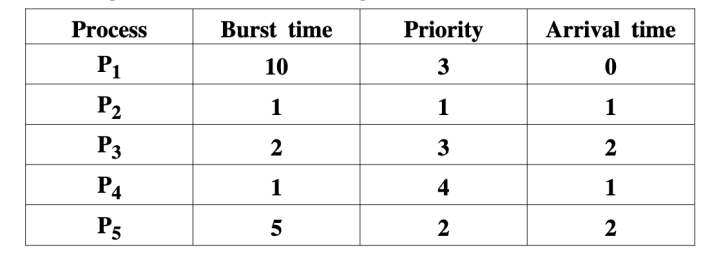 Process Burst time Priority Arrival time
P1 10 3 0
P2 1 1 1
P3 2 3 2
P4 1 4 1
P5 5 2 2